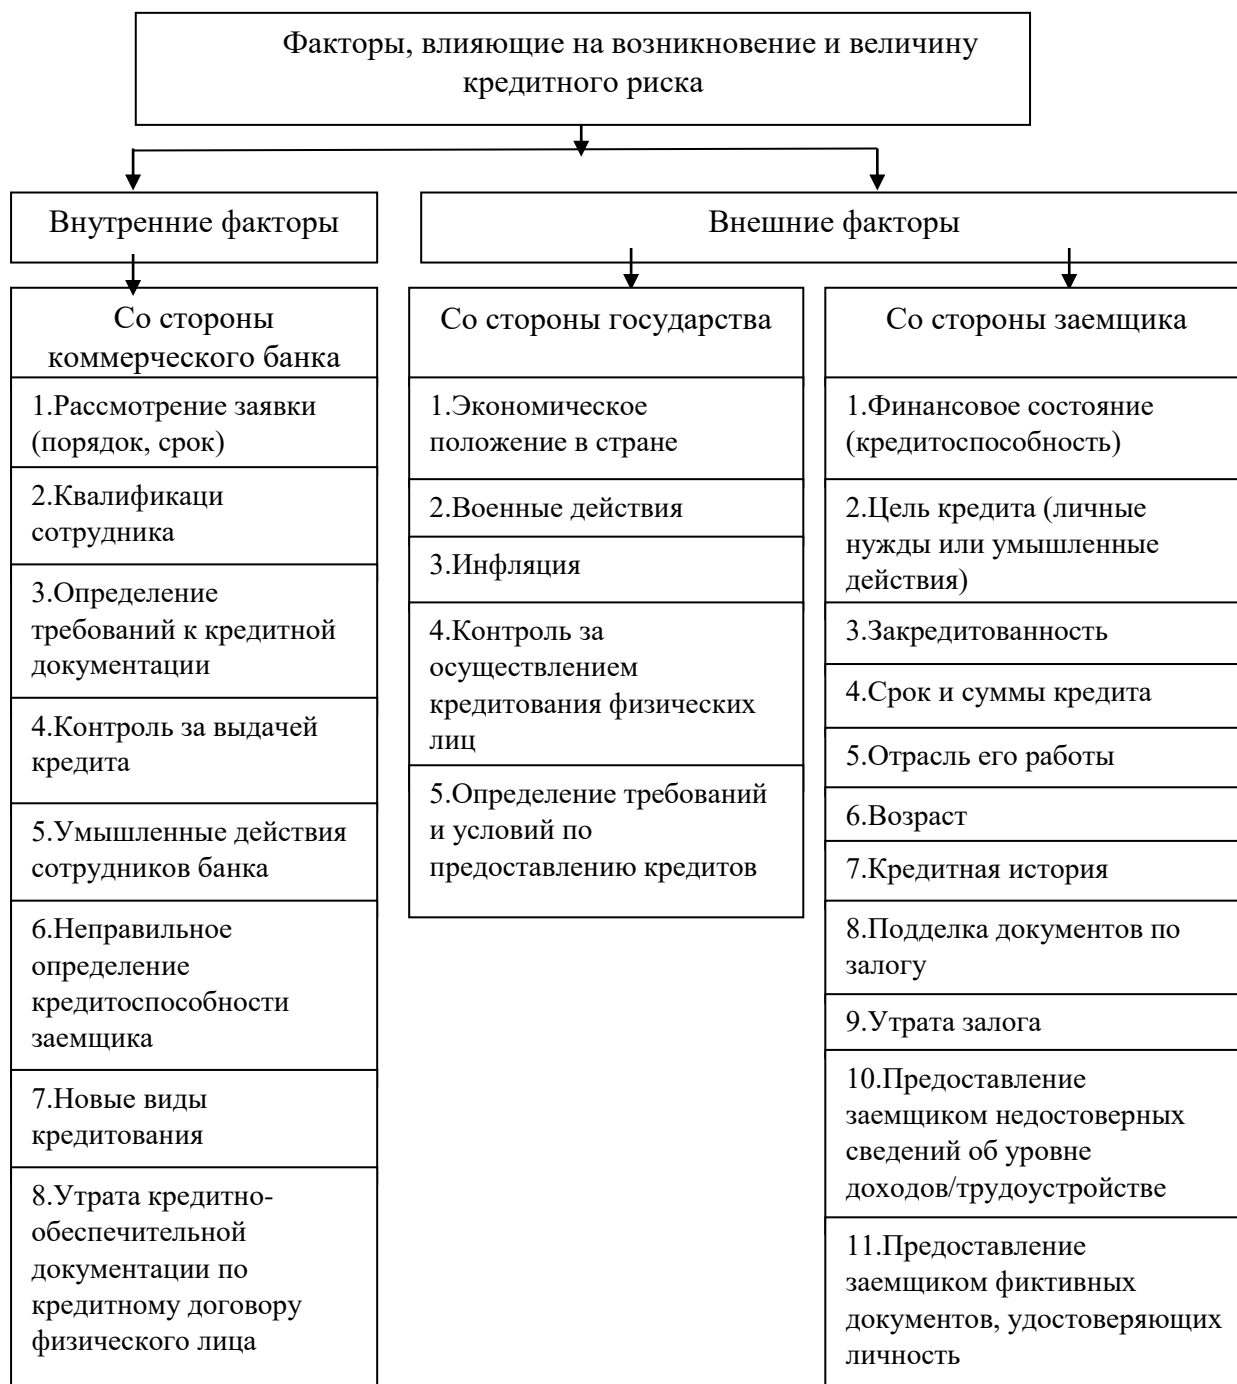 Факторы, влияющие на возникновение и величину
кредитного риска
Внутренние факторы
Внешние факторы
Со стороны
коммерческого банка
1.Рассмотрение заявки
(порядок, срок)
2.Квалификаци
сотрудника
3.Определение
требований к кредитной
документации
4.Контроль за выдачей
кредита
5.Умышленные действия
сотрудников банка
6.Неправильное
определение
кредитоспособности
заемщика
7.Новые виды
кредитования
8.Утрата кредитно-
обеспечительной
документации по
кредитному договору
физического лица
Со стороны государства
1.Экономическое
положение в стране
2.Военные действия
3.Инфляция
4.Контроль за
осуществлением
кредитования физических
лиц
5.Определение требований
и условий по
предоставлению кредитов
Со стороны заемщика
1.Финансовое состояние
(кредитоспособность)
2.Цель кредита (личные
нужды или умышленные
действия)
3.Закредитованность
4.Срок и суммы кредита
5.Отрасль его работы
6.Возраст
7.Кредитная история
8.Подделка документов по
залогу
9.Утрата залога
10.Предоставление
заемщиком недостоверных
сведений об уровне
доходов/трудоустройстве
11.Предоставление
заемщиком фиктивных
документов, удостоверяющих
личность